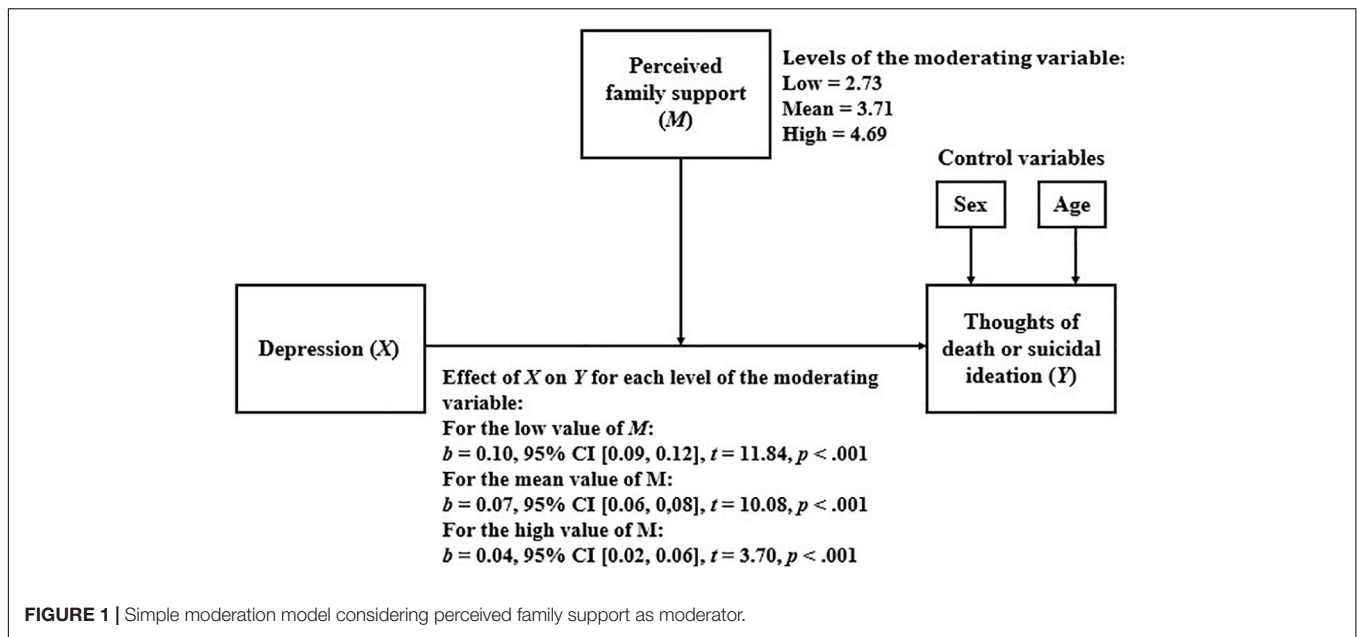 Perceived
family support
(M)
Levels of the moderating variable:
Low = 2.73
Mean = 3.71
High = 4.69
Control variables
Sex
Age
Depression (X)
Thoughts of
death or suicidal
ideation (Y)
Effect of X on Y for each level of the moderating
variable:
For the low value of M:
b = 0.10, 95% CI [0.09, 0.12], t = 11.84, p < .001
For the mean value of M:
b = 0.07, 95% CI [0.06, 0,08], t = 10.08, p < .001
For the high value of M:
b = 0.04, 95% CI [0.02, 0.06], t = 3.70, p < .001
FIGURE 1 | Simple moderation model considering perceived family support as moderator.